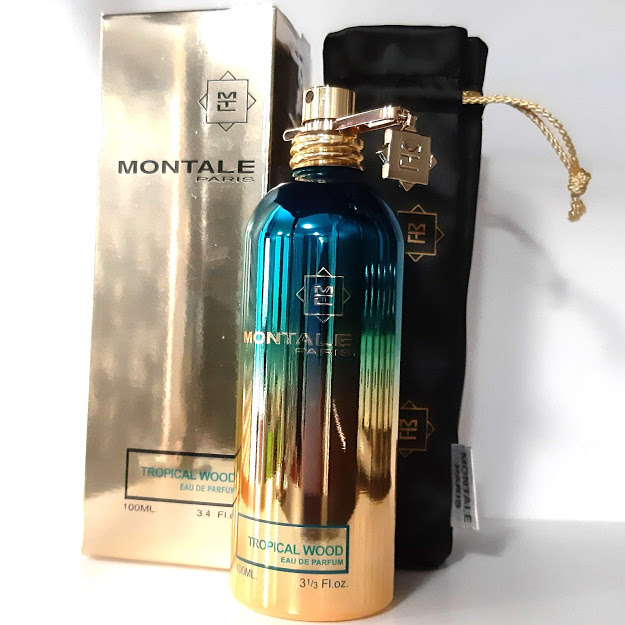 MONTALE
PARIS
TROPICAL WOOD
EAU DE PARFUM
100ML.
3.4 Fl.
MONTALE
PARIS
TROPICAL WOOD
EAU DE PARFUM
100ML.
3 1/3 Fl.oz.
MONTALE
PARIS